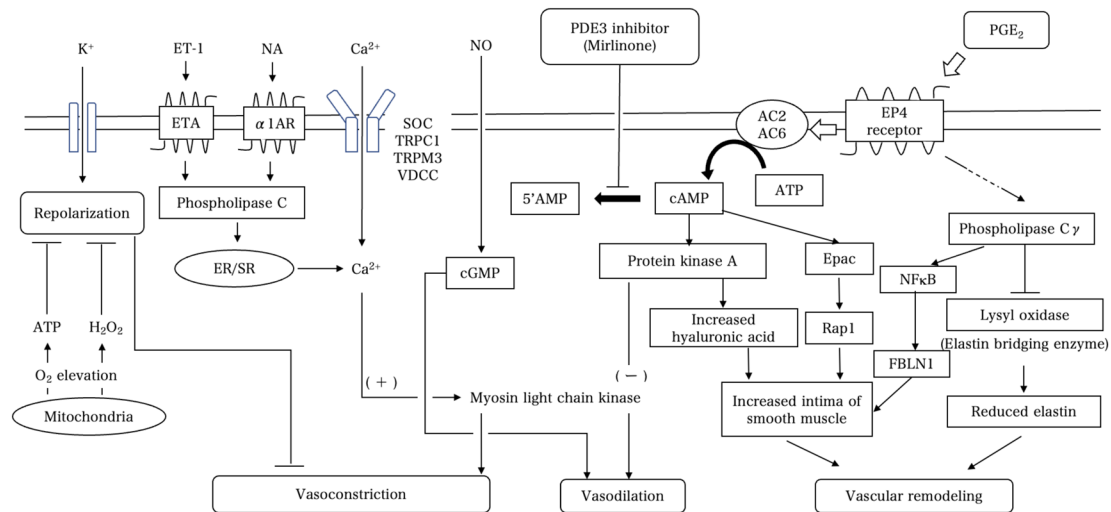 PDE3 inhibitor
(Mirlinone)
PGE₂
K⁺
ET-1
NA
Ca²⁺
NO
ETA
α1AR
SOC
TRPC1
TRPM3
VDCC
AC2
AC6
EP4
receptor
Repolarization
Phospholipase C
5'AMP
cAMP
ATP
Phospholipase Cγ
ER/SR
Ca²⁺
cGMP
Protein kinase A
Epac
NFκB
ATP
H₂O₂
Increased
hyaluronic acid
Rap1
Lysyl oxidase
(Elastin bridging enzyme)
O₂ elevation
FBLN1
(+)
(−)
Mitochondria
Myosin light chain kinase
Increased intima of
smooth muscle
Reduced elastin
Vasoconstriction
Vasodilation
Vascular remodeling